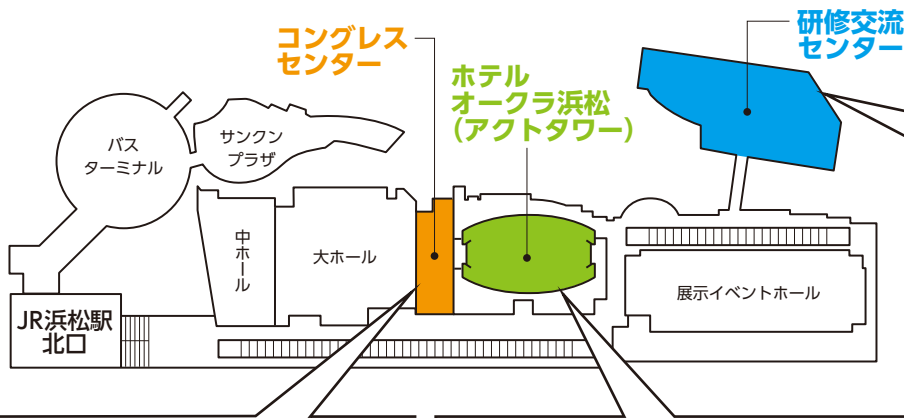 コングレス
センター
ホテル
オークラ浜松
(アクトタワー)
研修交流
センター
バス
ターミナル
サンクン
プラザ
中ホール
大ホール
展示イベントホール
JR浜松駅
北口